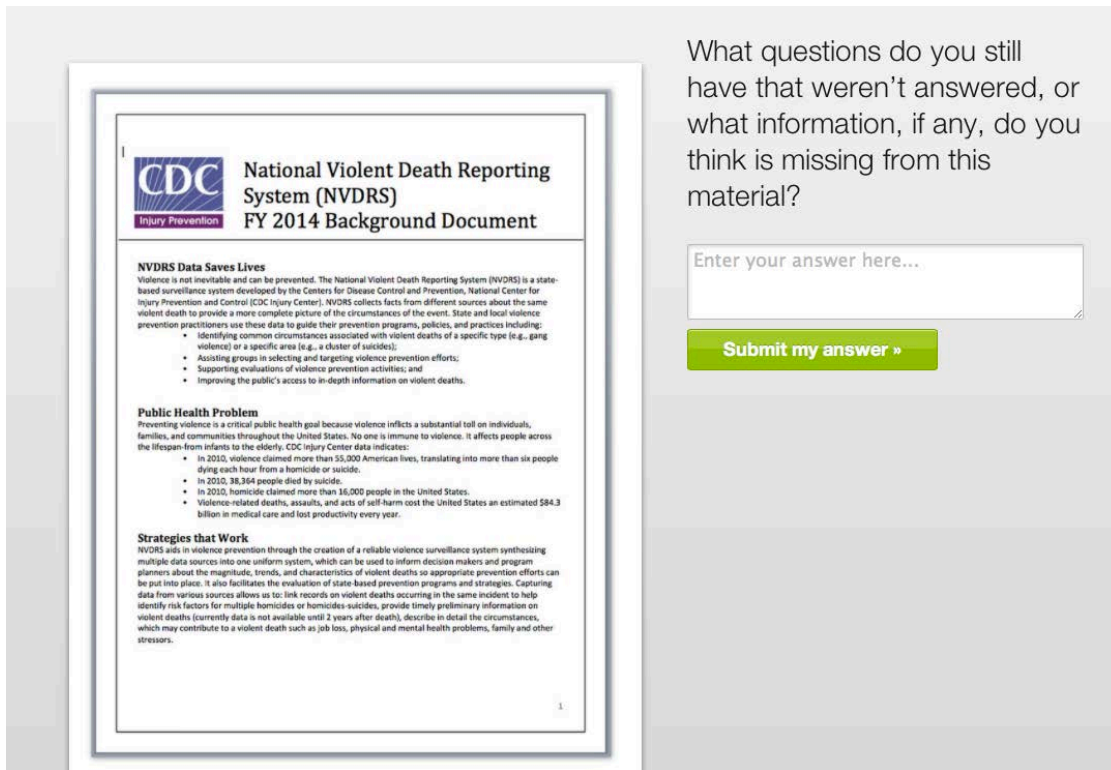 CDC
Injury Prevention
National Violent Death Reporting
System (NVDRS)
FY 2014 Background Document
NVDRS Data Saves Lives
Violence is not inevitable and can be prevented. The National Violent Death Reporting System (NVDRS) is a state-
based surveillance system developed by the Centers for Disease Control and Prevention, National Center for
Injury Prevention and Control (CDC Injury Center). NVDRS collects facts from different sources about the same
violent death to provide a more complete picture of the circumstances of the event. State and local violence
prevention practitioners use these data to guide their prevention programs, policies, and practices including:
• Identifying common circumstances associated with violent deaths of a specific type (e.g., gang
violence) or a specific area (e.g., a cluster of suicides);
• Assisting groups in selecting and targeting violence prevention efforts;
• Supporting evaluations of violence prevention activities; and
• Improving the public's access to in-depth information on violent deaths.
Public Health Problem
Preventing violence is a critical public health goal because violence inflicts a substantial toll on individuals,
families, and communities throughout the United States. No one is immune to violence. It affects people across
the lifespan-from infants to the elderly. CDC Injury Center data indicates:
• In 2010, violence claimed more than 55,000 American lives, translating into more than six people
dying each hour from a homicide or suicide.
• In 2010, 38,364 people died by suicide.
• In 2010, homicide claimed more than 16,000 people in the United States.
• Violence-related deaths, assaults, and acts of self-harm cost the United States an estimated $84.3
billion in medical care and lost productivity every year.
Strategies that Work
NVDRS aids in violence prevention through the creation of a reliable violence surveillance system synthesizing
multiple data sources into one uniform system, which can be used to inform decision makers and program
planners about the magnitude, trends, and characteristics of violent deaths so appropriate prevention efforts can
be put into place. It also facilitates the evaluation of state-based prevention programs and strategies. Capturing
data from various sources allows us to: link records on violent deaths occurring in the same incident to help
identify risk factors for multiple homicides or homicides-suicides, provide timely preliminary information on
violent deaths (currently data is not available until 2 years after death), describe in detail the circumstances,
which may contribute to a violent death such as job loss, physical and mental health problems, family and other
stressors.
1
What questions do you still
have that weren't answered, or
what information, if any, do you
think is missing from this
material?
Enter your answer here...
Submit my answer »